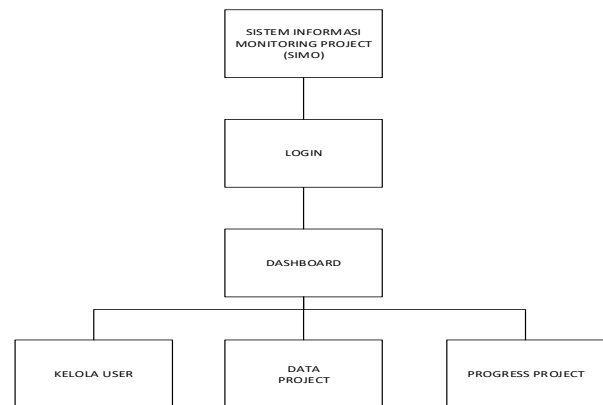 SISTEM INFORMASI
MONITORING PROJECT
(SIMO)
LOGIN
DASHBOARD
KELOLA USER
DATA
PROJECT
PROGRESS PROJECT